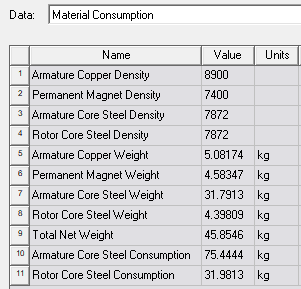 Data: Material Consumption
Name Value Units
1 Armature Copper Density 8900
2 Permanent Magnet Density 7400
3 Armature Core Steel Density 7872
4 Rotor Core Steel Density 7872
5 Armature Copper Weight 5.08174 kg
6 Permanent Magnet Weight 4.58347 kg
7 Armature Core Steel Weight 31.7913 kg
8 Rotor Core Steel Weight 4.39809 kg
9 Total Net Weight 45.8546 kg
10 Armature Core Steel Consumption 75.4444 kg
11 Rotor Core Steel Consumption 31.9813 kg